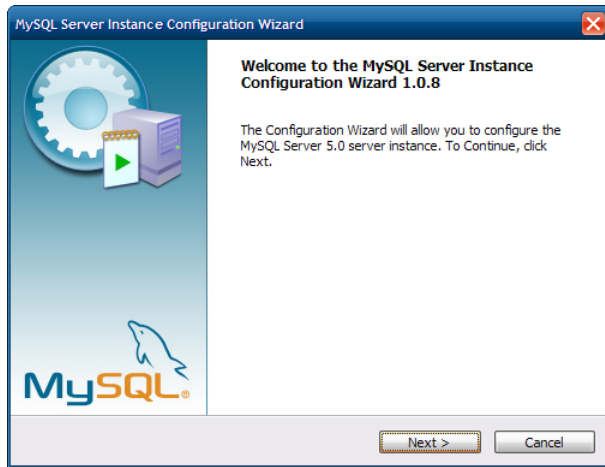 MySQL Server Instance Configuration Wizard
Welcome to the MySQL Server Instance
Configuration Wizard 1.0.8
The Configuration Wizard will allow you to configure the
MySQL Server 5.0 server instance. To Continue, click
Next.
MySQL®
Next >
Cancel